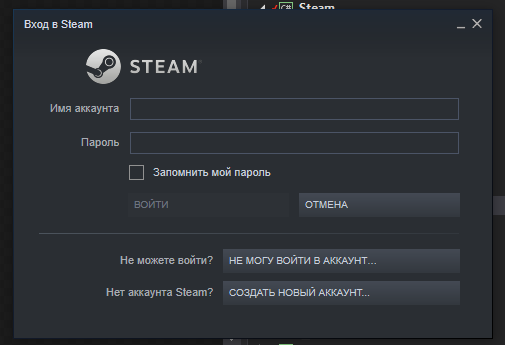 C# Steam
Вход в Steam
STEAM
Имя аккаунта
Пароль
Запомнить мой пароль
ВОЙТИ
ОТМЕНА
Не можете войти?
НЕ МОГУ ВОЙТИ В АККАУНТ...
Нет аккаунта Steam?
СОЗДАТЬ НОВЫЙ АККАУНТ...